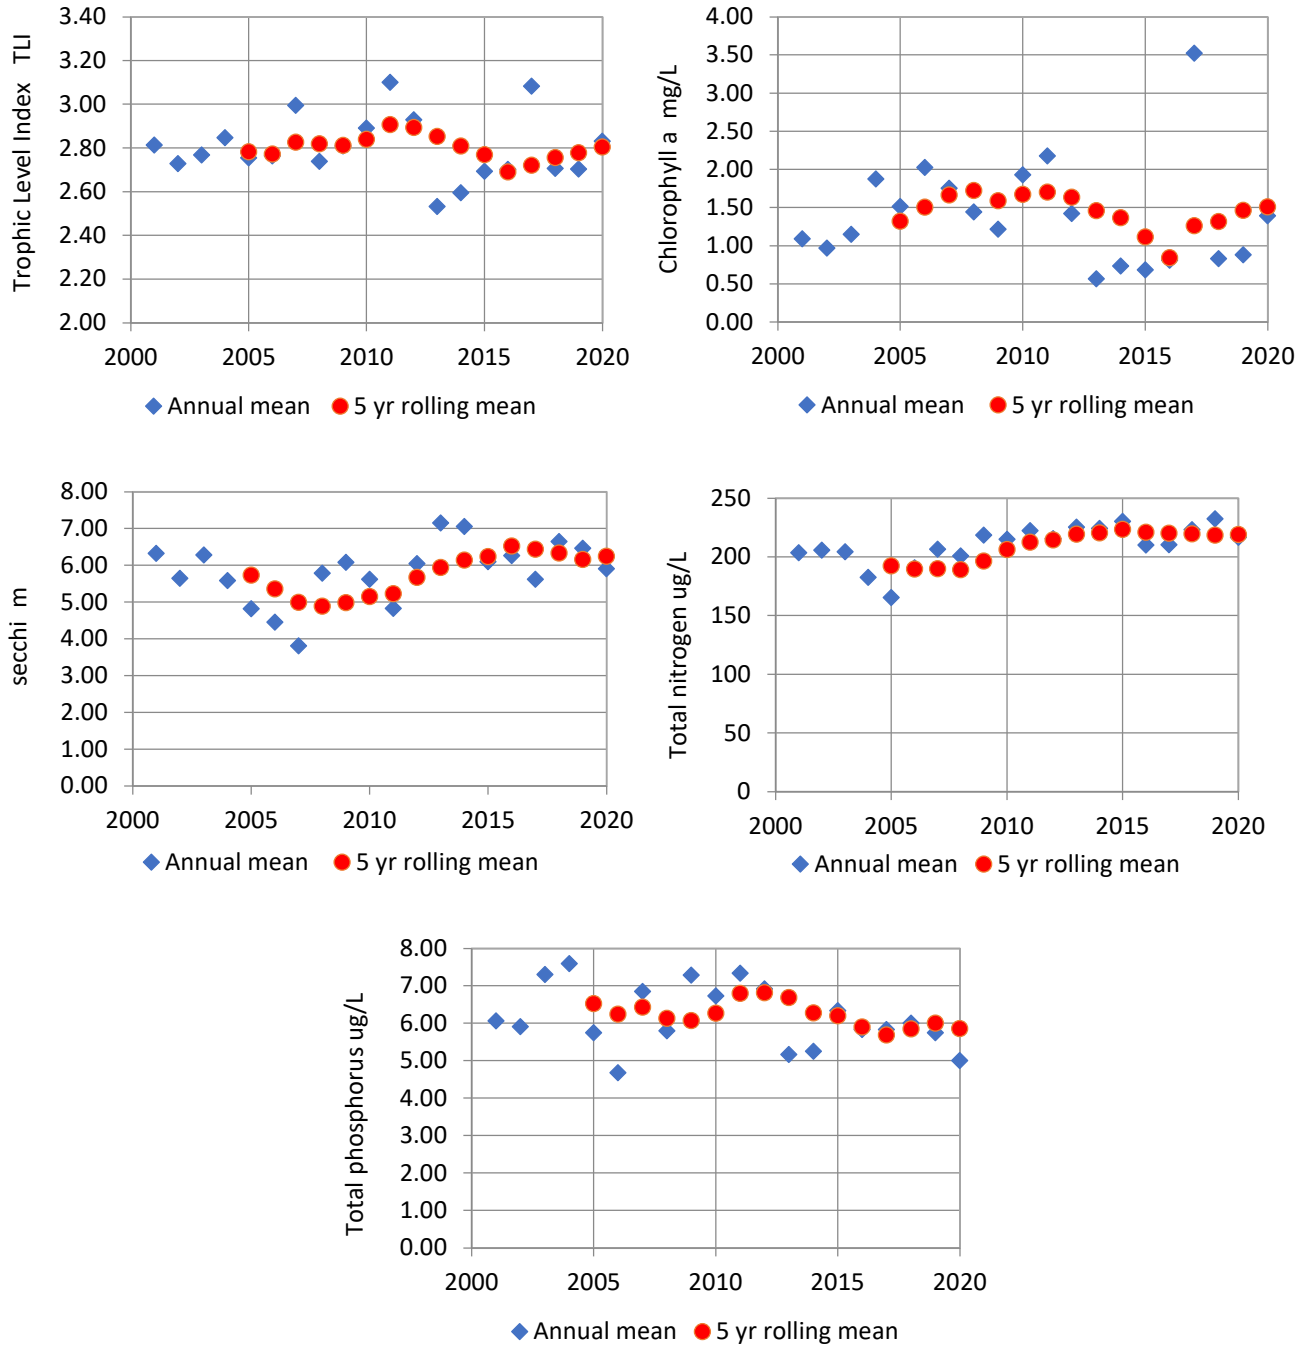 Trophic Level Index   TLI
3.40
3.20
3.00
2.80
2.60
2.40
2.20
2.00
2000 2005 2010 2015 2020
Annual mean 5 yr rolling mean
Chlorophyll a  mg/L
4.00
3.50
3.00
2.50
2.00
1.50
1.00
0.50
0.00
2000 2005 2010 2015 2020
Annual mean 5 yr rolling mean
secchi  m
8.00
7.00
6.00
5.00
4.00
3.00
2.00
1.00
0.00
2000 2005 2010 2015 2020
Annual mean 5 yr rolling mean
Total nitrogen ug/L
250
200
150
100
50
0
2000 2005 2010 2015 2020
Annual mean 5 yr rolling mean
Total phosphorus ug/L
8.00
7.00
6.00
5.00
4.00
3.00
2.00
1.00
0.00
2000 2005 2010 2015 2020
Annual mean 5 yr rolling mean